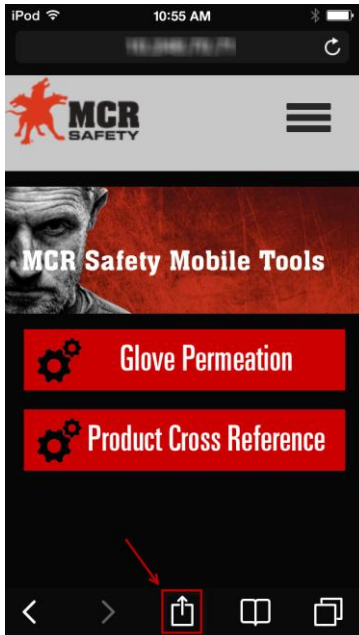 iPod 10:55 AM
MCR
SAFETY
MCR Safety Mobile Tools
Glove Permeation
Product Cross Reference